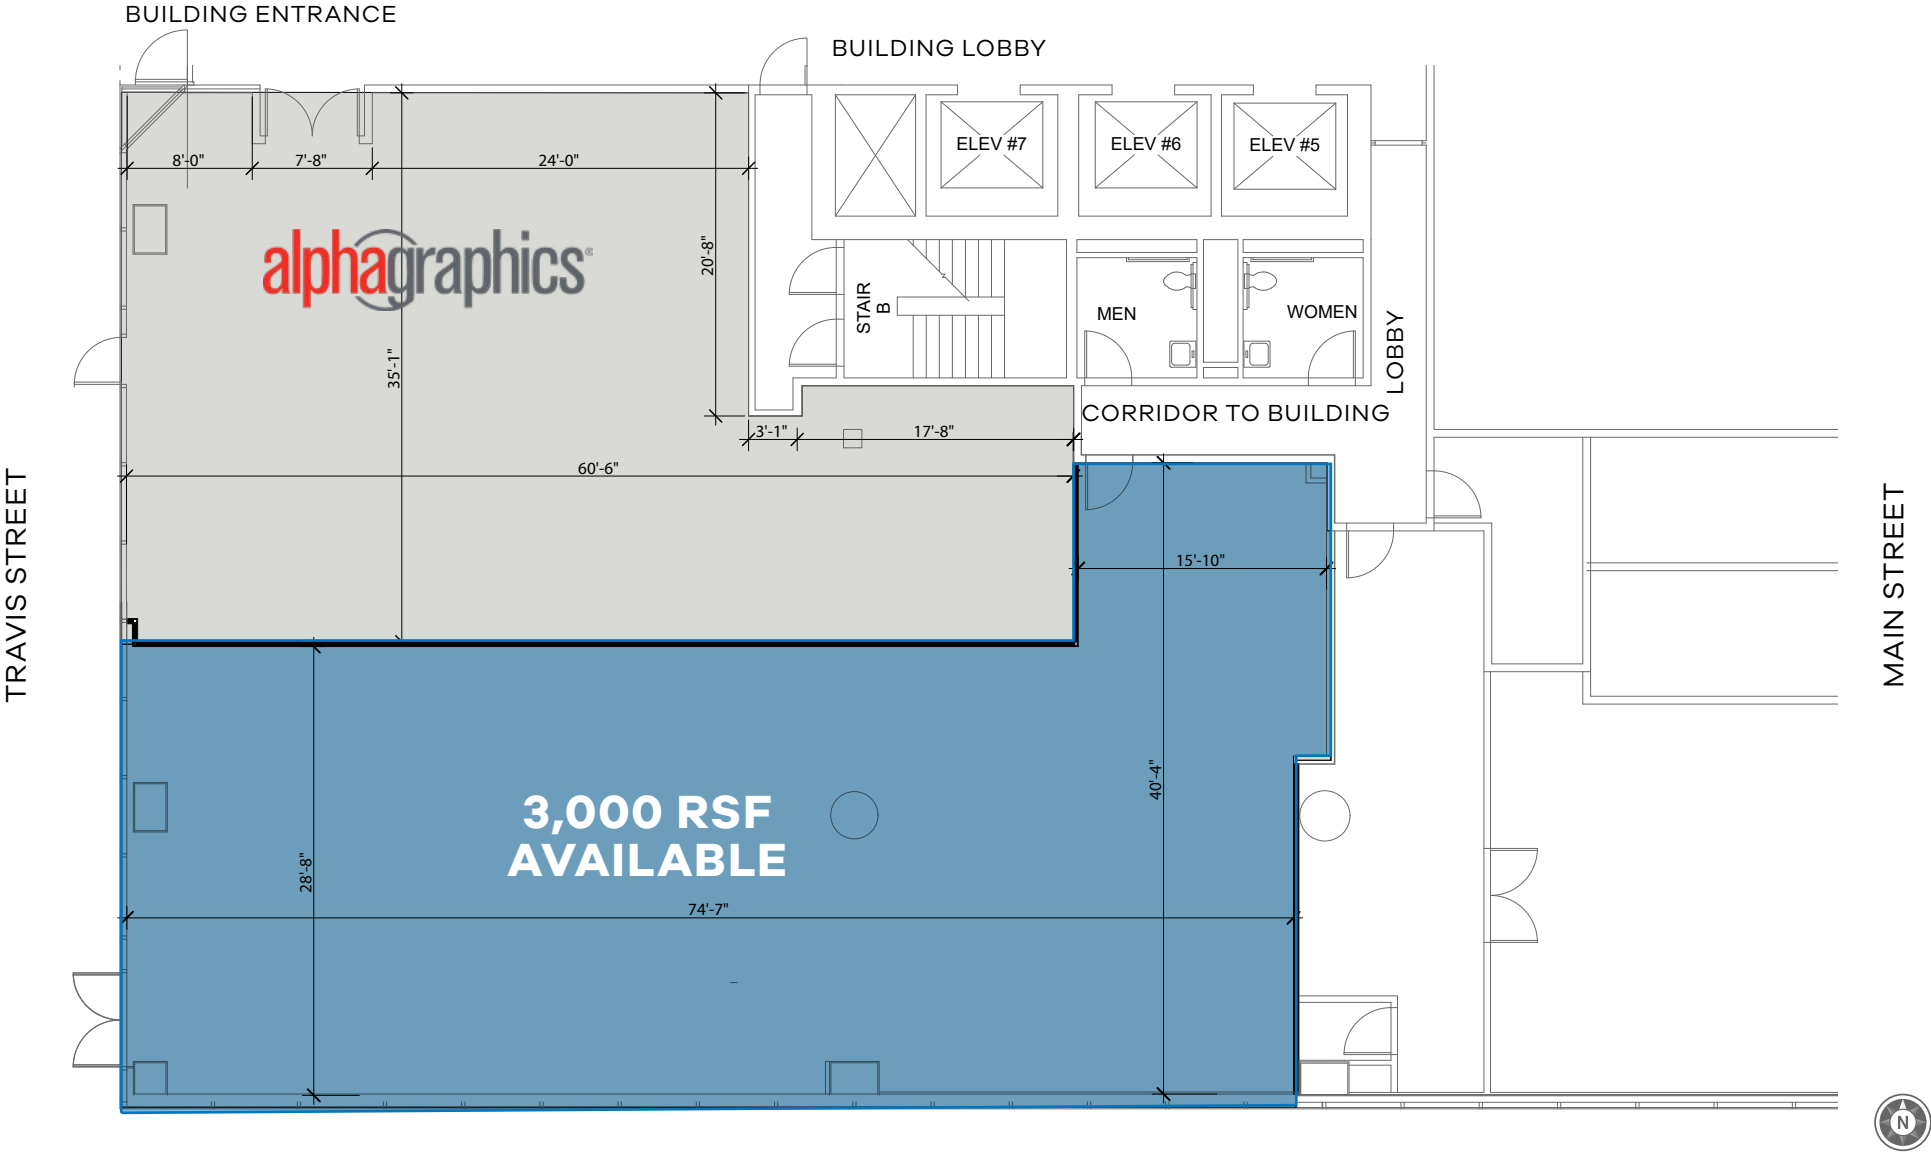 BUILDING ENTRANCE
BUILDING LOBBY
ELEV #7
ELEV #6
ELEV #5
8'-0"
7'-8"
24'-0"
alphagraphics®
20'-8"
STAIR
B
MEN
WOMEN
LOBBY
35'-1"
CORRIDOR TO BUILDING
3'-1"
17'-8"
60'-6"
TRAVIS STREET
MAIN STREET
15'-10"
40'-4"
3,000 RSF
AVAILABLE
28'-8"
74'-7"
N